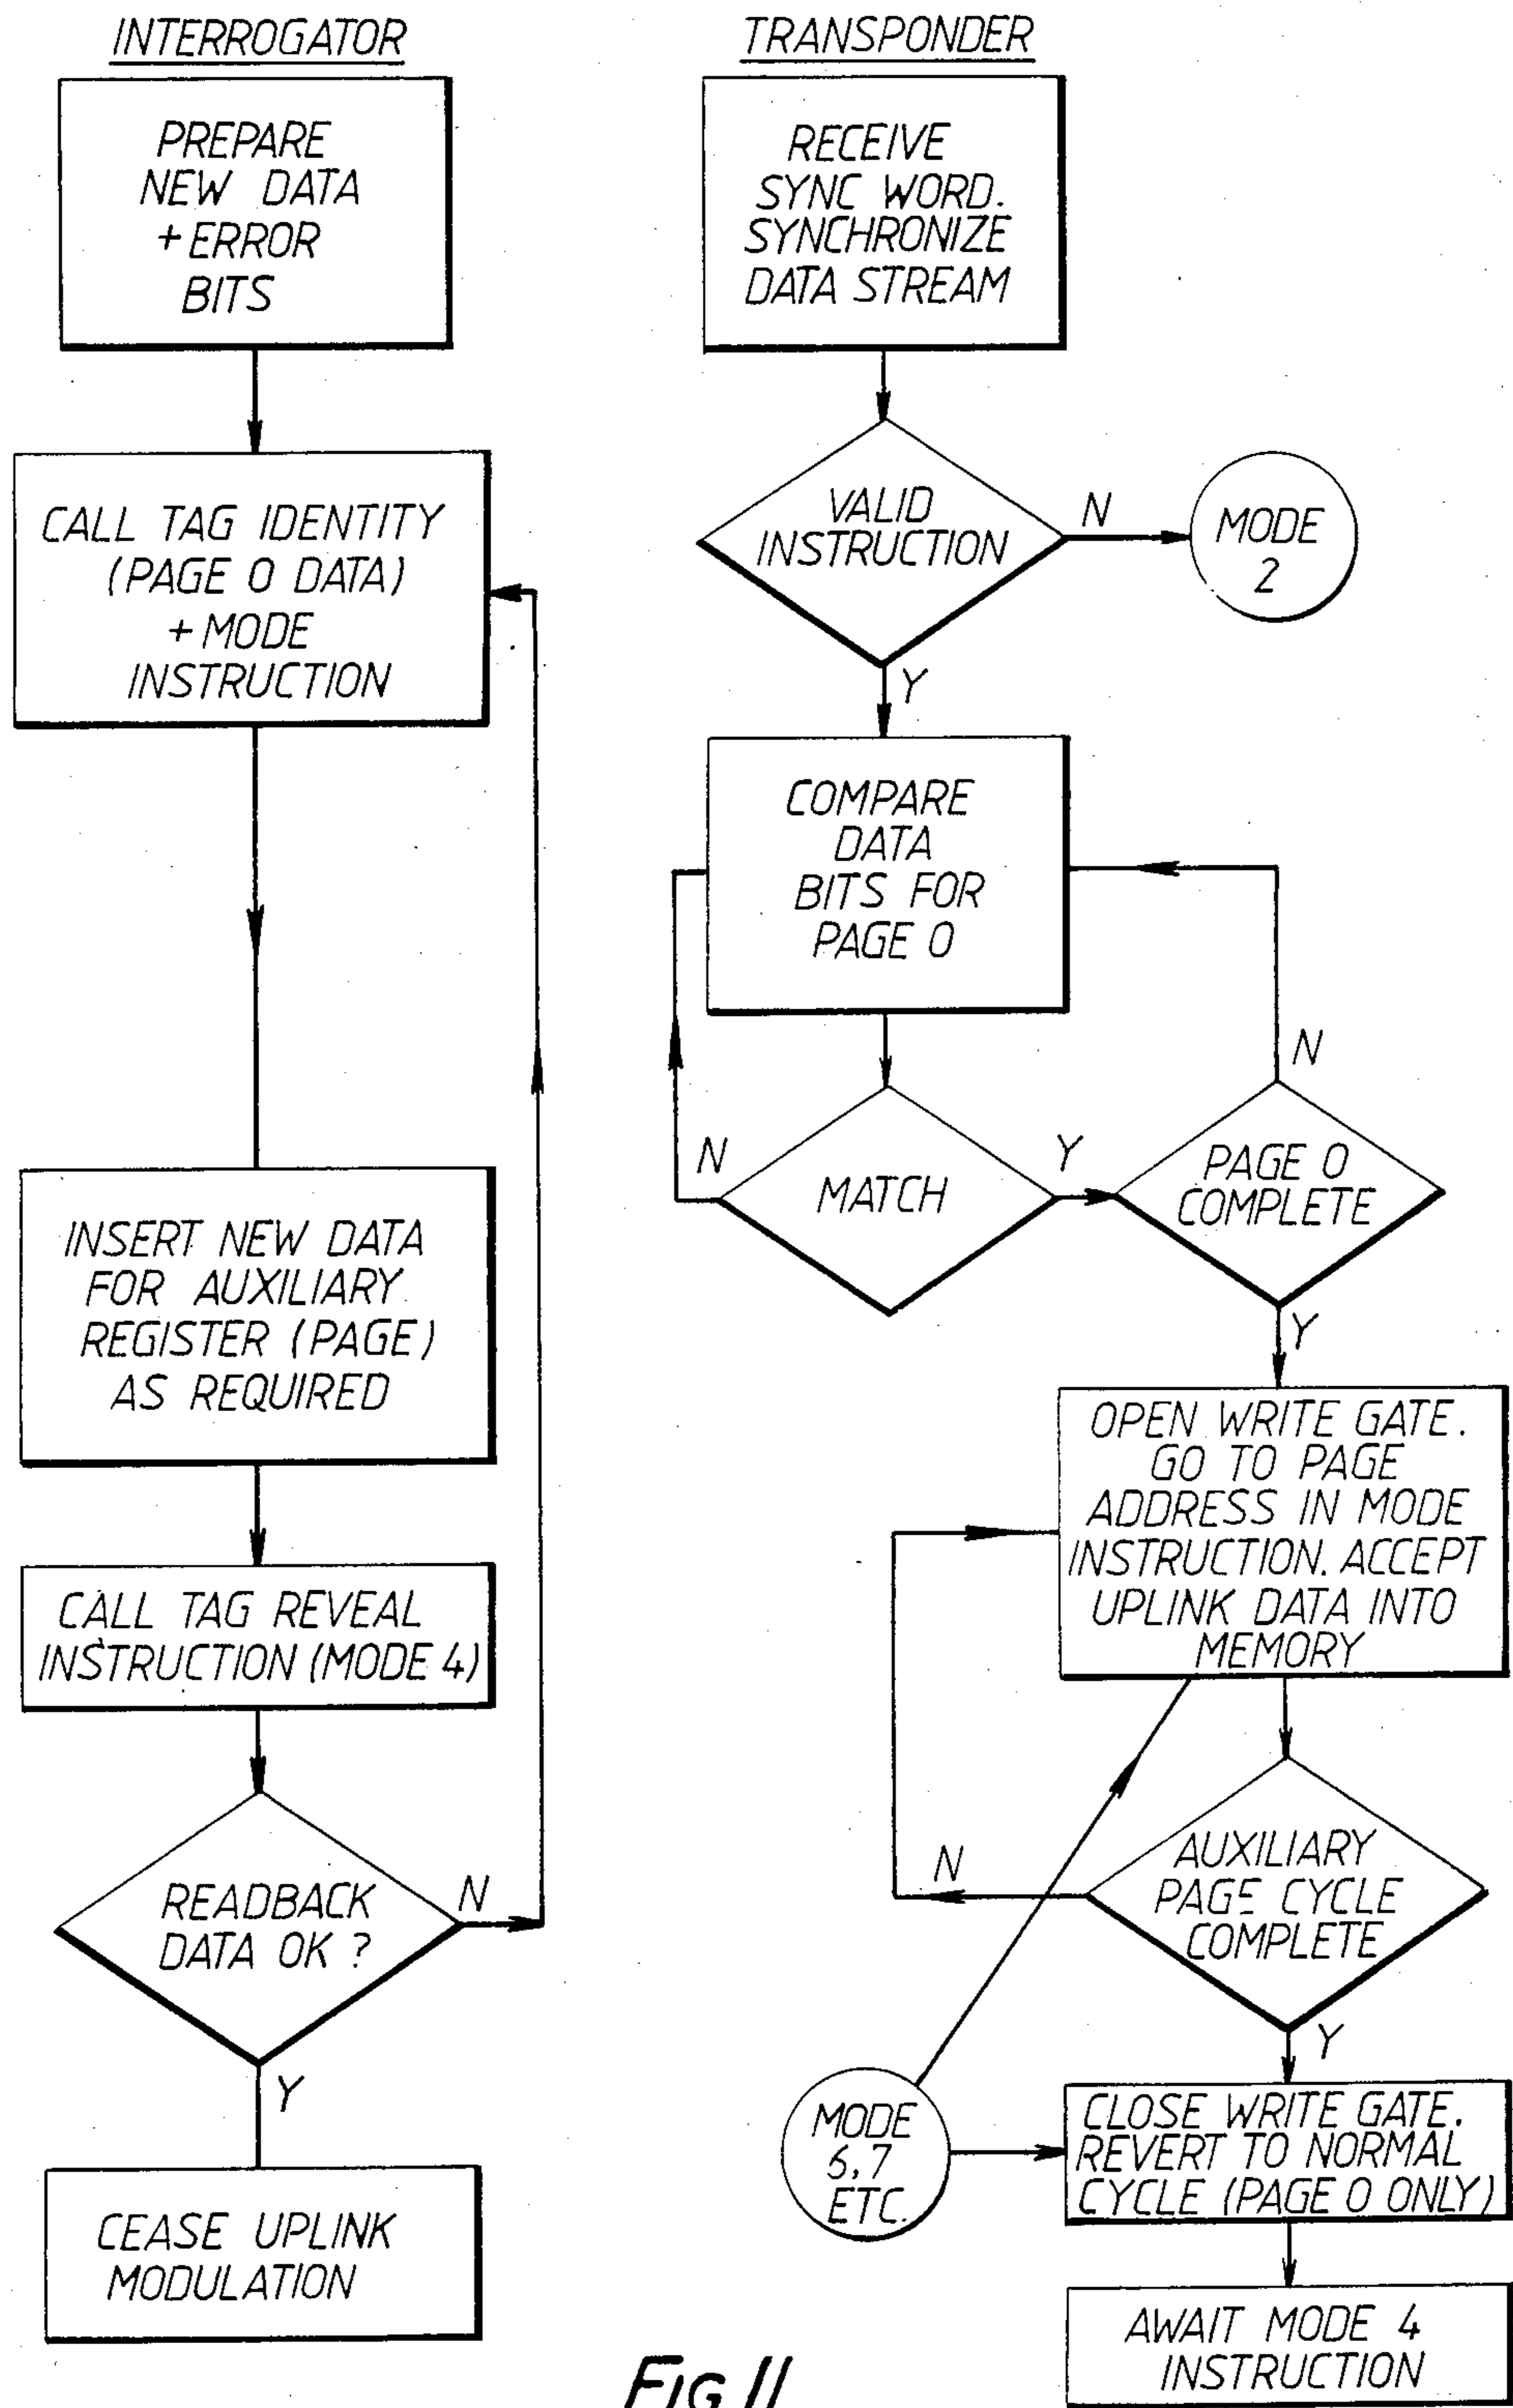 INTERROGATOR
PREPARE
NEW DATA
+ ERROR
BITS
CALL TAG IDENTITY
(PAGE 0 DATA)
+ MODE
INSTRUCTION
INSERT NEW DATA
FOR AUXILIARY
REGISTER (PAGE)
AS REQUIRED
CALL TAG REVEAL
INSTRUCTION (MODE 4)
READBACK
DATA OK ?
N
Y
CEASE UPLINK
MODULATION
TRANSPONDER
RECEIVE
SYNC WORD.
SYNCHRONIZE
DATA STREAM
VALID
INSTRUCTION
N
MODE
2
Y
COMPARE
DATA
BITS FOR
PAGE 0
MATCH
N
Y
PAGE 0
COMPLETE
N
Y
OPEN WRITE GATE.
GO TO PAGE
ADDRESS IN MODE
INSTRUCTION. ACCEPT
UPLINK DATA INTO
MEMORY
AUXILIARY
PAGE CYCLE
COMPLETE
N
Y
MODE
6,7
ETC.
CLOSE WRITE GATE.
REVERT TO NORMAL
CYCLE (PAGE 0 ONLY)
AWAIT MODE 4
INSTRUCTION
FIG 11